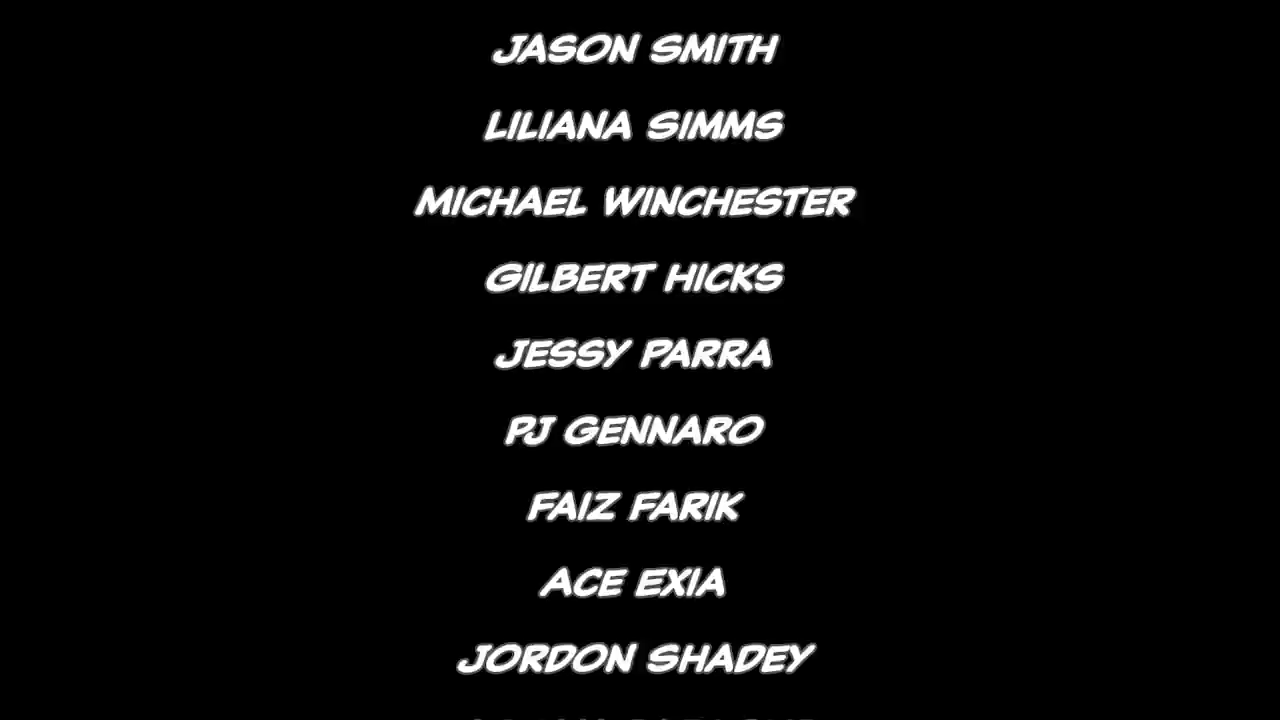 JASON SMITH
LILIANA SIMMS
MICHAEL WINCHESTER
GILBERT HICKS
JESSY PARRA
PJ GENNARO
FAIZ FARIK
ACE EXIA
JORDON SHADEY